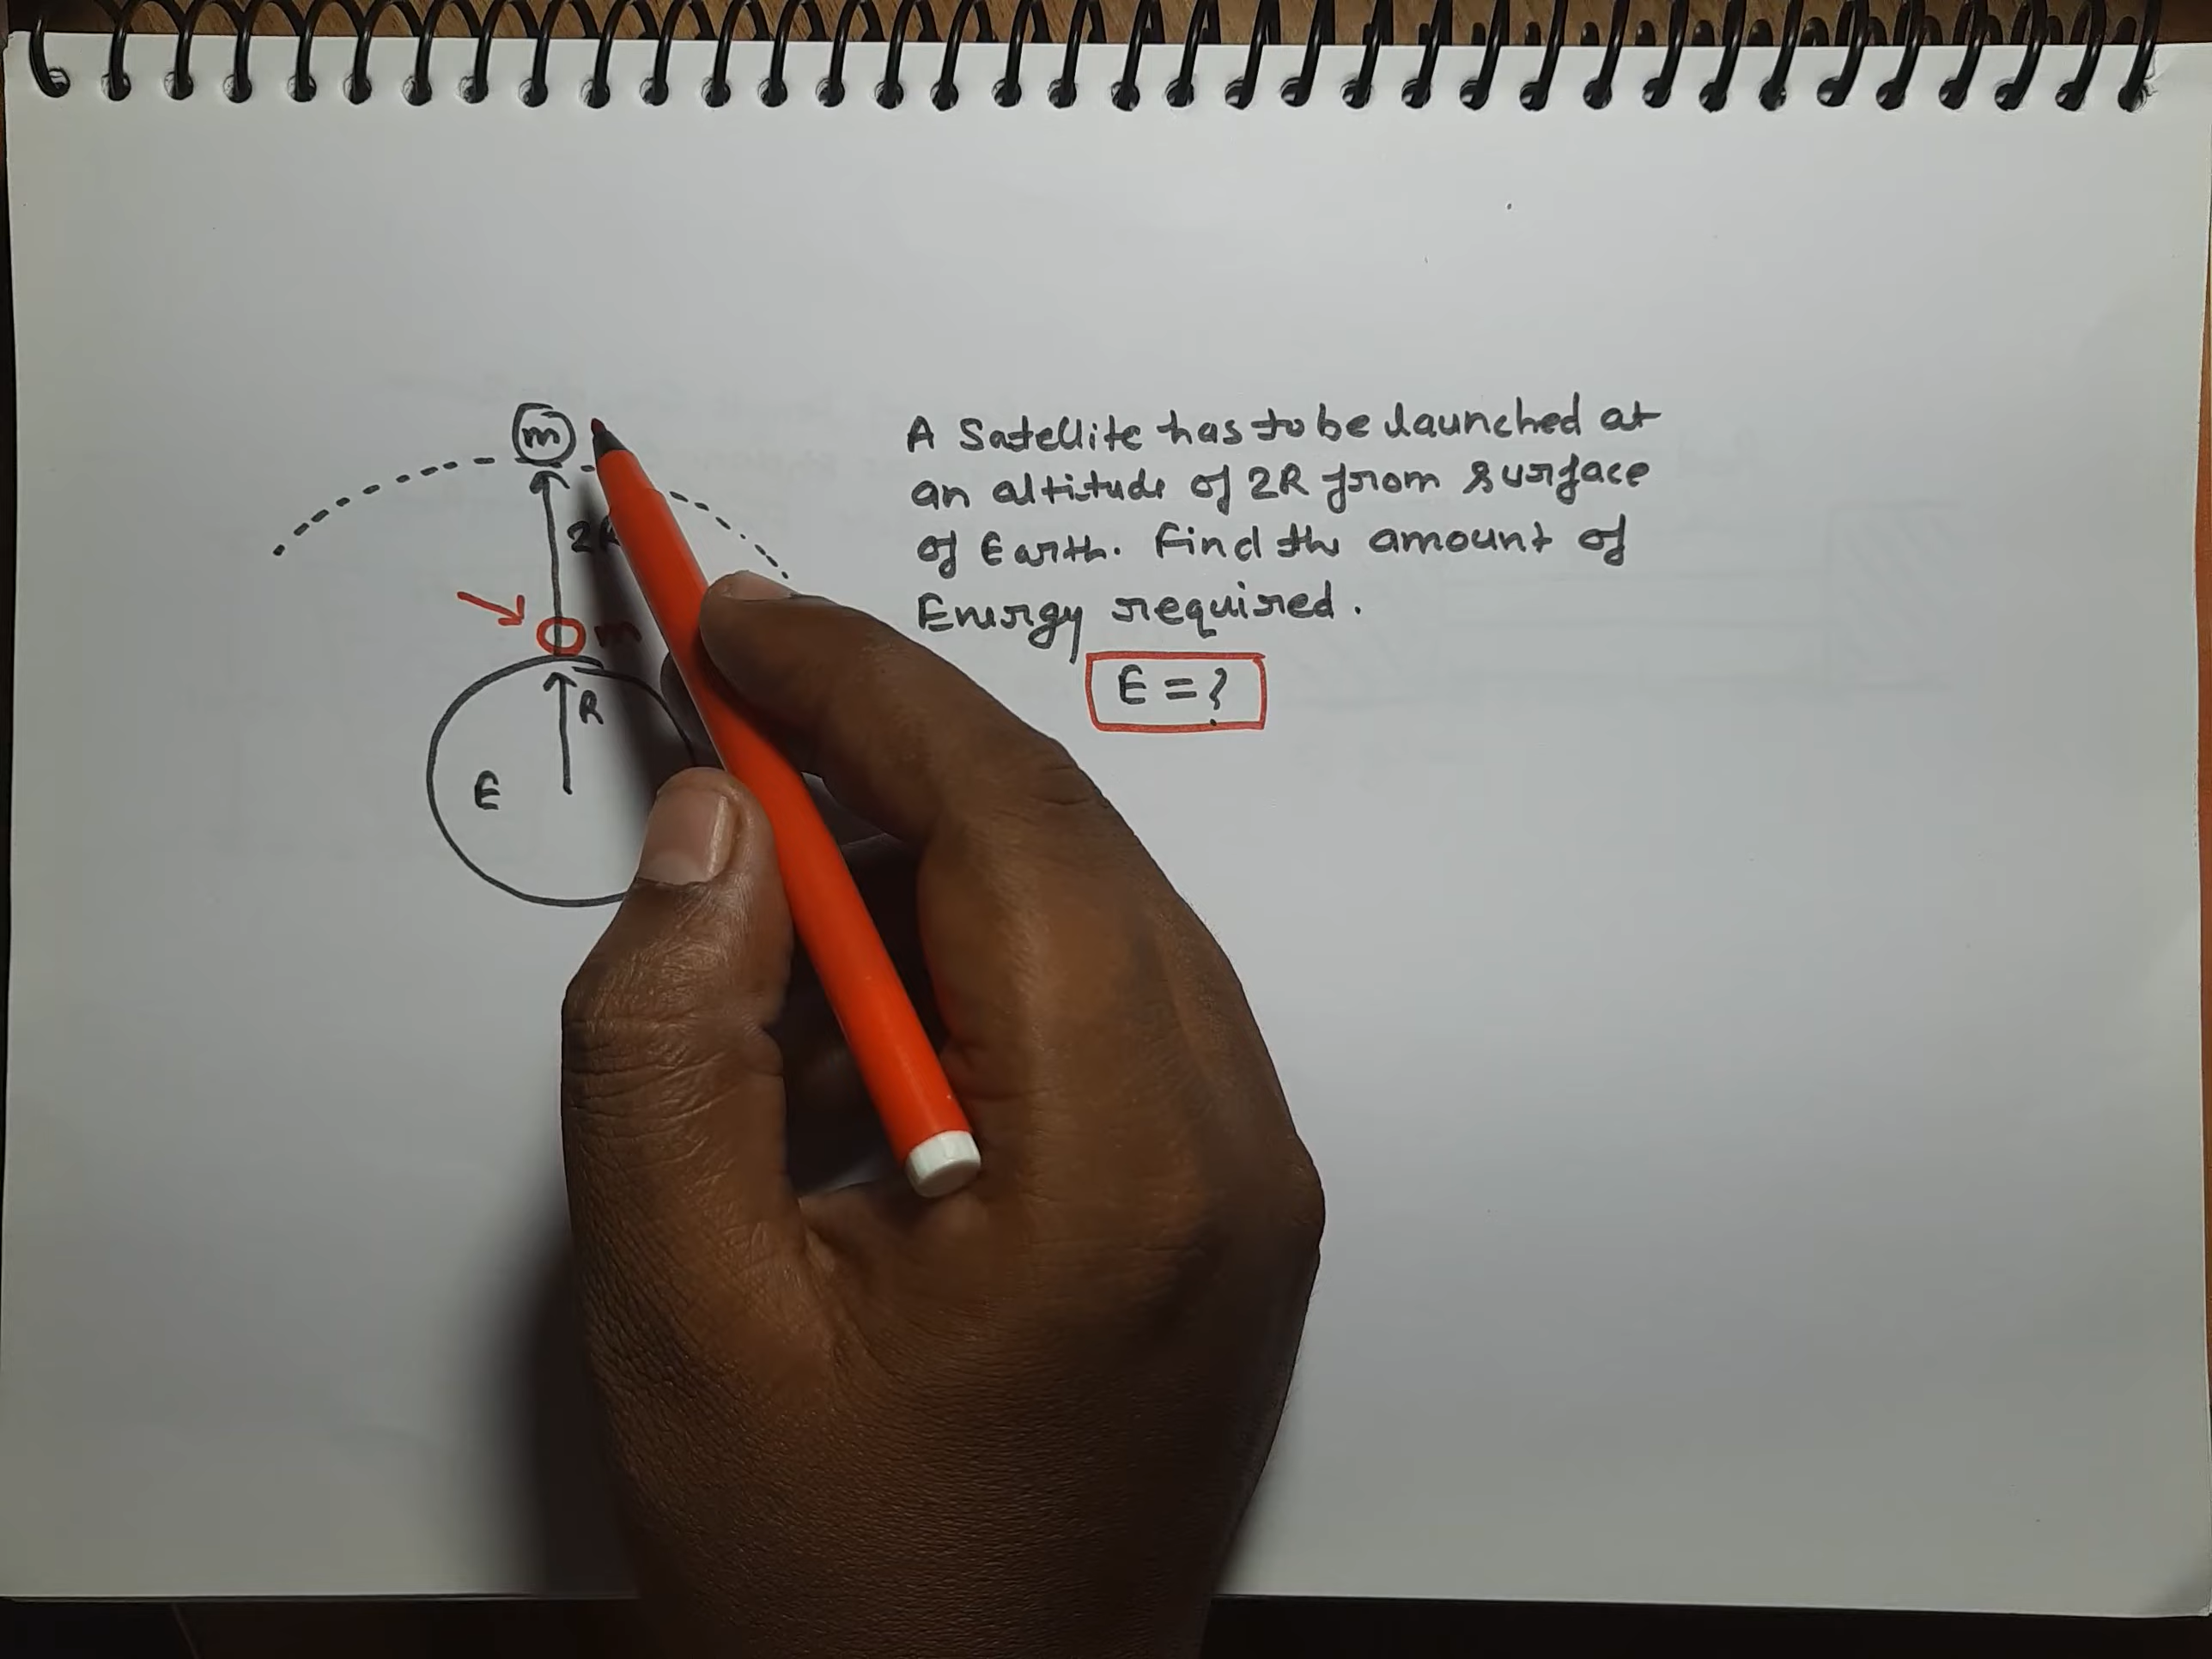 m
A Satellite has to be launched at
an altitude of 2R from surface
of Earth. Find the amount of
Energy required.
E = ?
2R
m
R
E